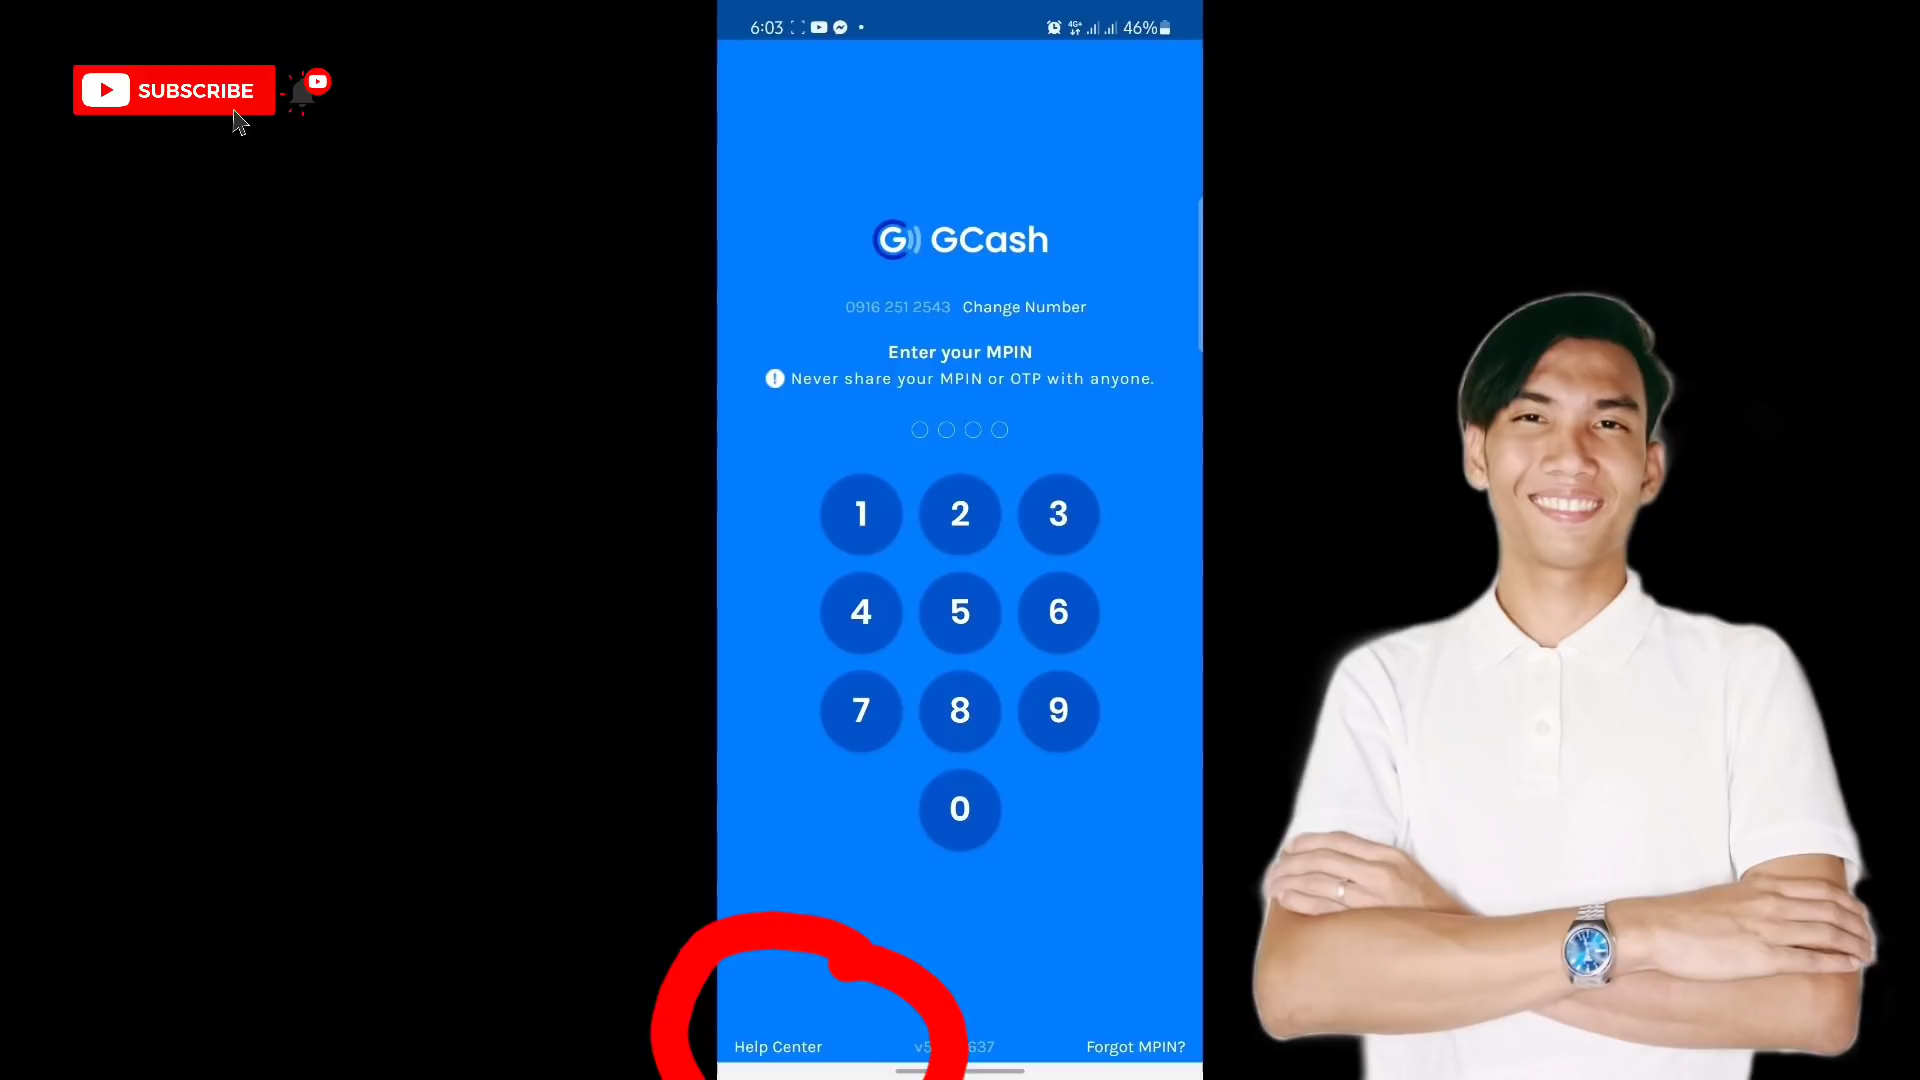 6:03
4G+
46%
SUBSCRIBE
G GCash
0916 251 2543 Change Number
Enter your MPIN
! Never share your MPIN or OTP with anyone.
1 2 3
4 5 6
7 8 9
0
Help Center
Forgot MPIN?